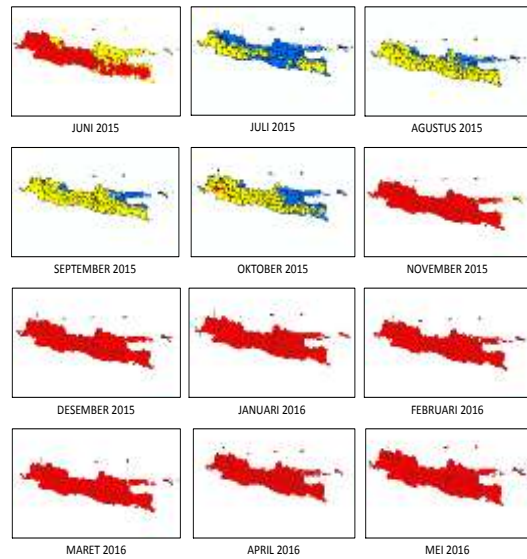 JUNI 2015
JULI 2015
AGUSTUS 2015
SEPTEMBER 2015
OKTOBER 2015
NOVEMBER 2015
DESEMBER 2015
JANUARI 2016
FEBRUARI 2016
MARET 2016
APRIL 2016
MEI 2016